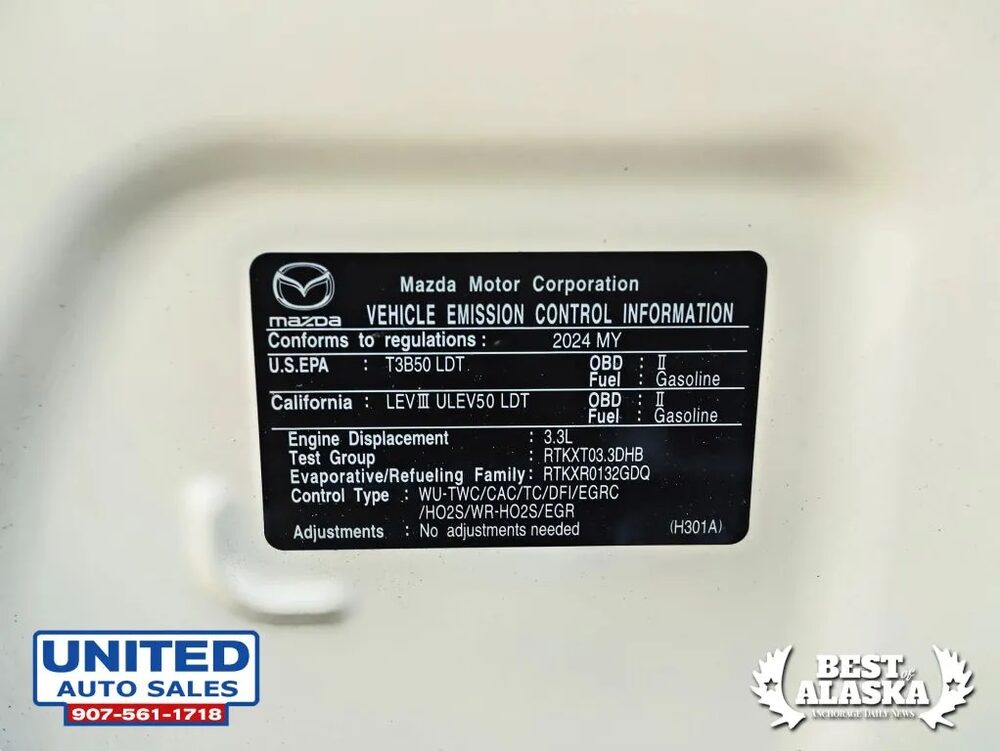 mazda
Mazda Motor Corporation
VEHICLE EMISSION CONTROL INFORMATION
Conforms to regulations : 2024 MY
U.S.EPA : T3B50 LDT OBD : II
Fuel : Gasoline
California : LEVIII ULEV50 LDT OBD : II
Fuel : Gasoline
Engine Displacement : 3.3L
Test Group : RTKXT03.3DHB
Evaporative/Refueling Family: RTKXR0132GDQ
Control Type : WU-TWC/CAC/TC/DFI/EGRC
/HO2S/WR-HO2S/EGR
Adjustments : No adjustments needed (H301A)
UNITED
AUTO SALES
907-561-1718
BEST of
ALASKA
ANCHORAGE DAILY NEWS